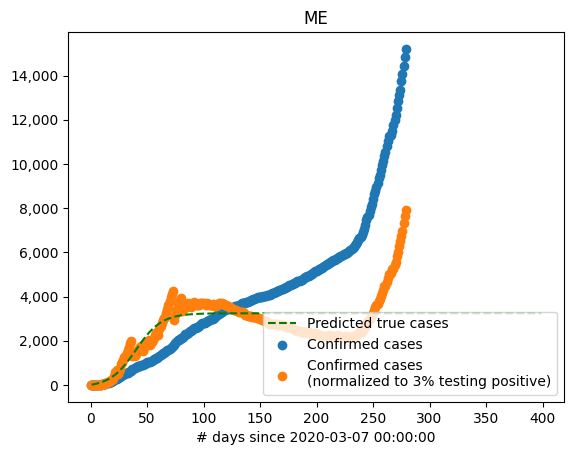 ME
14,000
12,000
10,000
8,000
6,000
4,000
2,000
0
Predicted true cases
Confirmed cases
Confirmed cases
(normalized to 3% testing positive)
0 50 100 150 200 250 300 350 400
# days since 2020-03-07 00:00:00